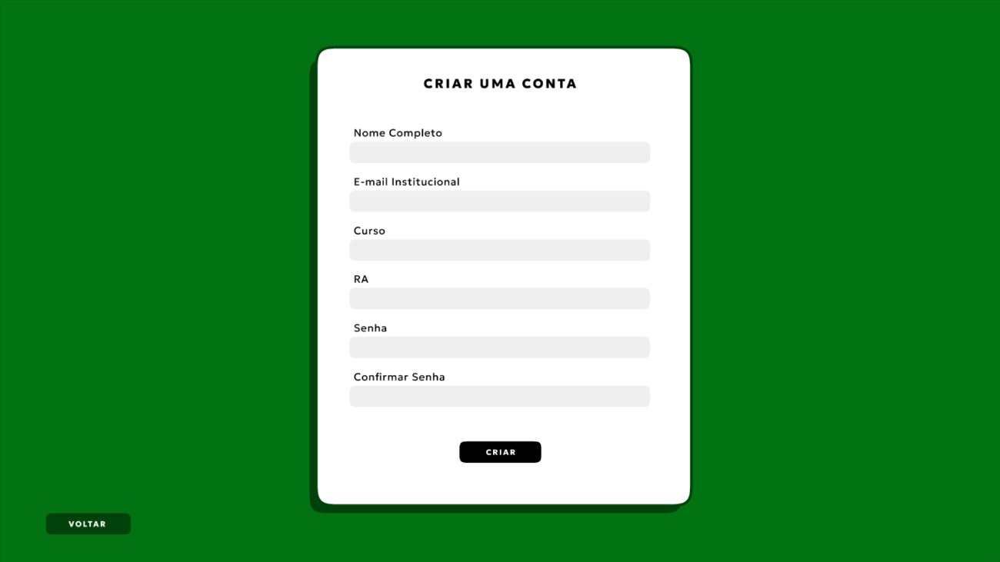 CRIAR UMA CONTA
Nome Completo
E-mail Institucional
Curso
RA
Senha
Confirmar Senha
CRIAR
VOLTAR